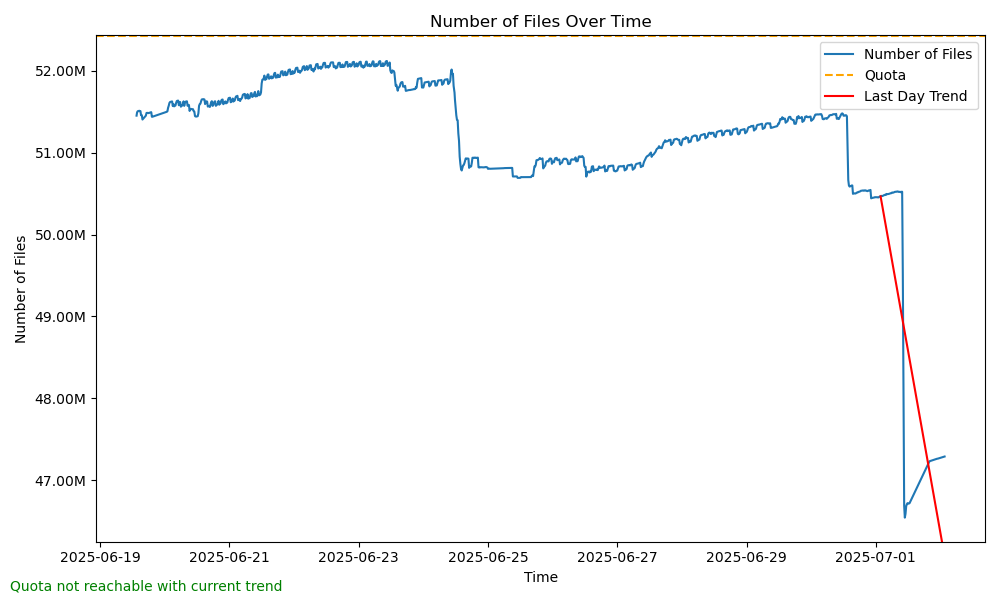 Number of Files Over Time
Number of Files
Quota
Last Day Trend
52.00M
51.00M
50.00M
49.00M
48.00M
47.00M
Number of Files
2025-06-19
2025-06-21
2025-06-23
2025-06-25
2025-06-27
2025-06-29
2025-07-01
Time
Quota not reachable with current trend